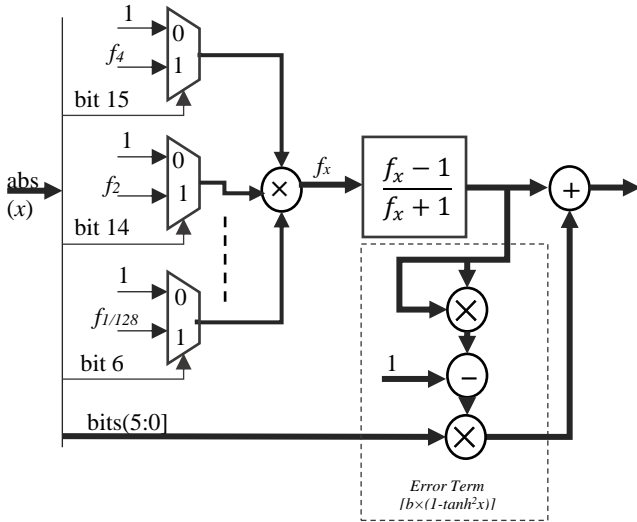 1
0
f4
1
bit 15
1
0
f2
1
bit 14
1
0
f1/128
1
bit 6
abs
(x)
×
fx
fx − 1
fx + 1
+
×
1
−
×
bits(5:0]
Error Term
[b×(1-tanh²x)]